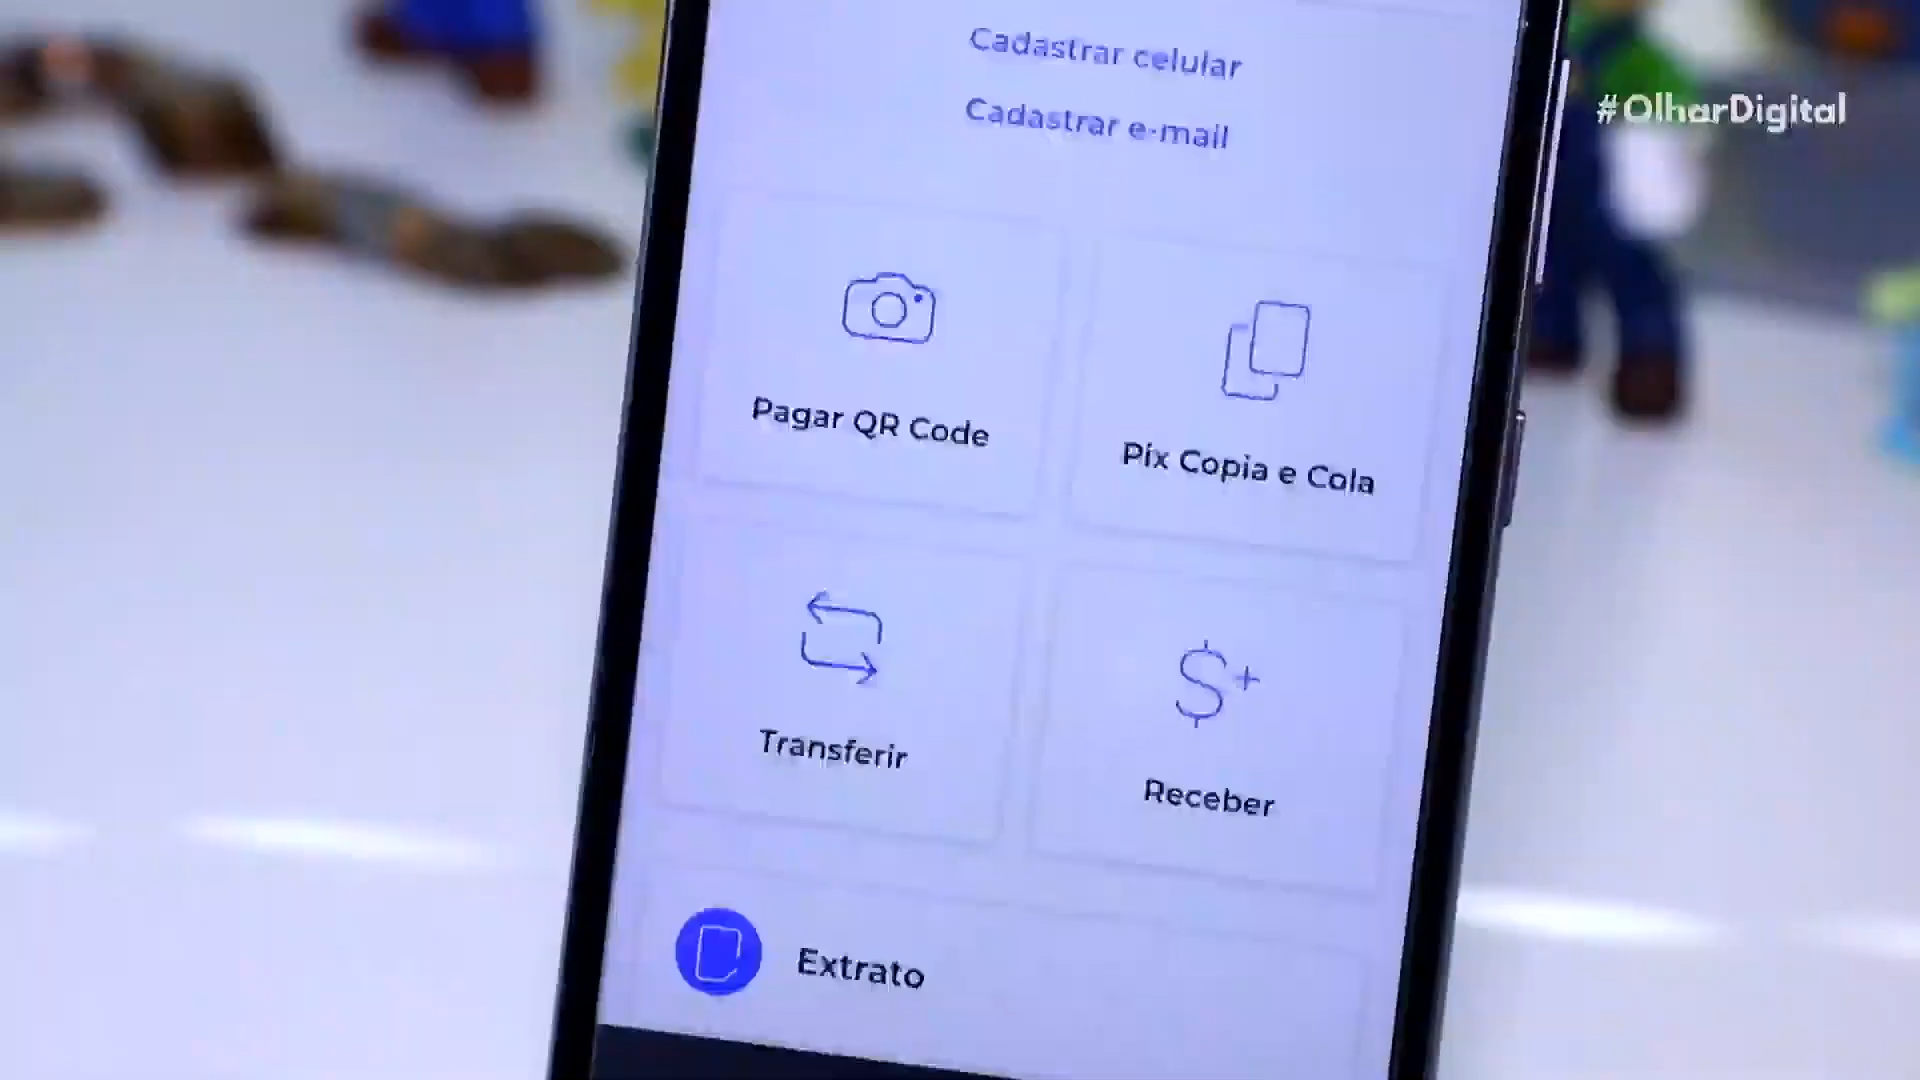 Cadastrar celular
#OlharDigital
Cadastrar e-mail
Pagar QR Code
Pix Copia e Cola
Transferir
Receber
Extrato